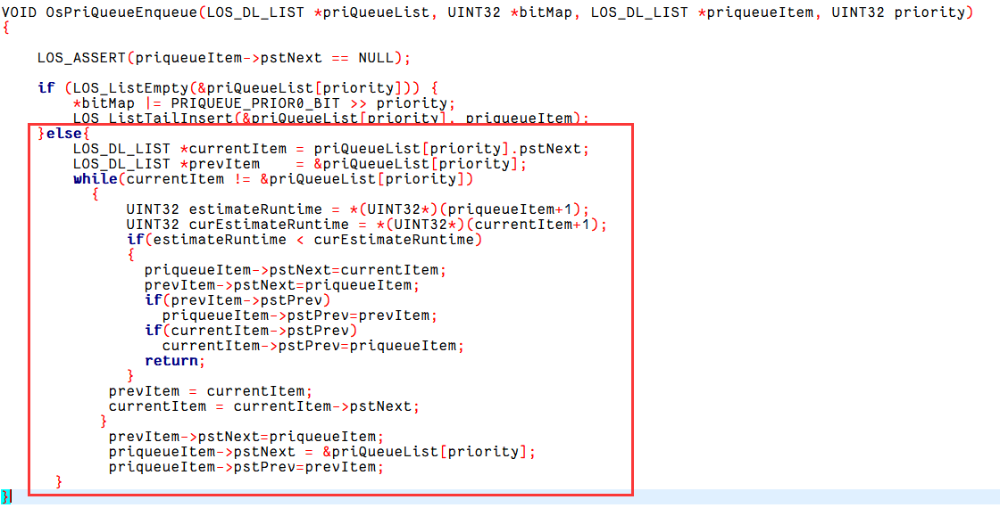 VOID OsPriQueueEnqueue(LOS_DL_LIST *priQueueList, UINT32 *bitMap, LOS_DL_LIST *priqueueItem, UINT32 priority)
{
LOS_ASSERT(priqueueItem->pstNext == NULL);
if (LOS_ListEmpty(&priQueueList[priority])) {
*bitMap |= PRIQUEUE_PRIOR0_BIT >> priority;
LOS_ListTailInsert(&priQueueList[priority], priqueueItem);
}else{
LOS_DL_LIST *currentItem = priQueueList[priority].pstNext;
LOS_DL_LIST *prevItem    = &priQueueList[priority];
while(currentItem != &priQueueList[priority])
{
UINT32 estimateRuntime = *(UINT32*)(priqueueItem+1);
UINT32 curEstimateRuntime = *(UINT32*)(currentItem+1);
if(estimateRuntime < curEstimateRuntime)
{
priqueueItem->pstNext=currentItem;
prevItem->pstNext=priqueueItem;
if(prevItem->pstPrev)
priqueueItem->pstPrev=prevItem;
if(currentItem->pstPrev)
currentItem->pstPrev=priqueueItem;
return;
}
prevItem = currentItem;
currentItem = currentItem->pstNext;
}
prevItem->pstNext=priqueueItem;
priqueueItem->pstNext = &priQueueList[priority];
priqueueItem->pstPrev=prevItem;
}
}